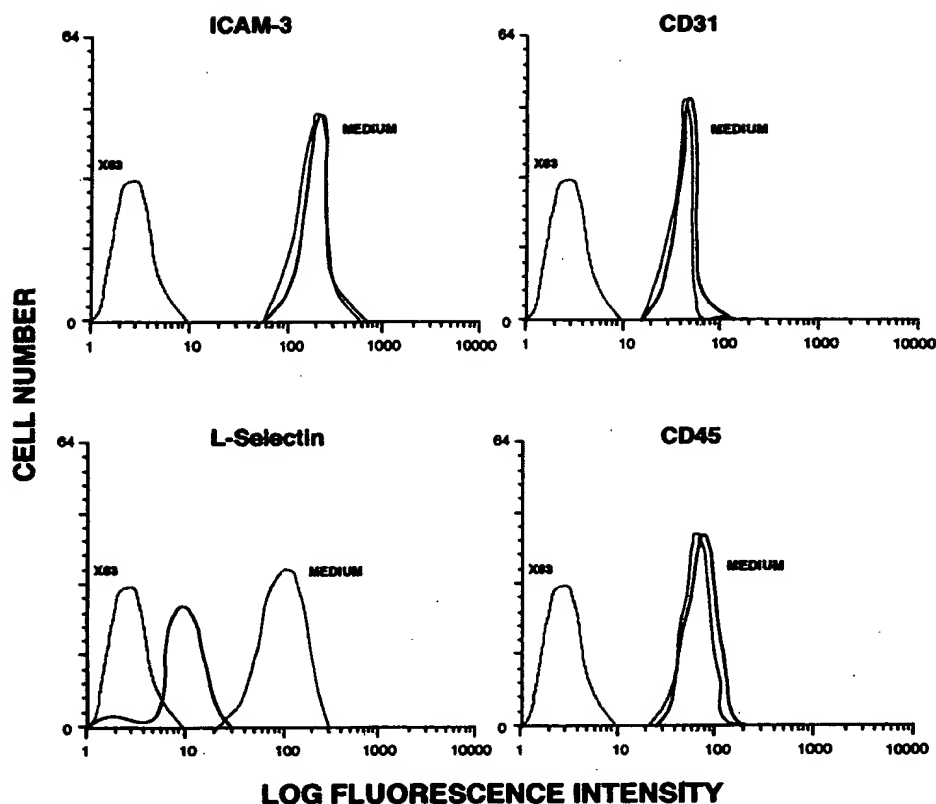 ICAM-3
64
X63
MEDIUM
0
1 10 100 1000 10000
CD31
64
X63
MEDIUM
0
1 10 100 1000 10000
CELL NUMBER
L-Selectin
64
X63
MEDIUM
0
1 10 100 1000 10000
CD45
64
X63
MEDIUM
0
1 10 100 1000 10000
LOG FLUORESCENCE INTENSITY